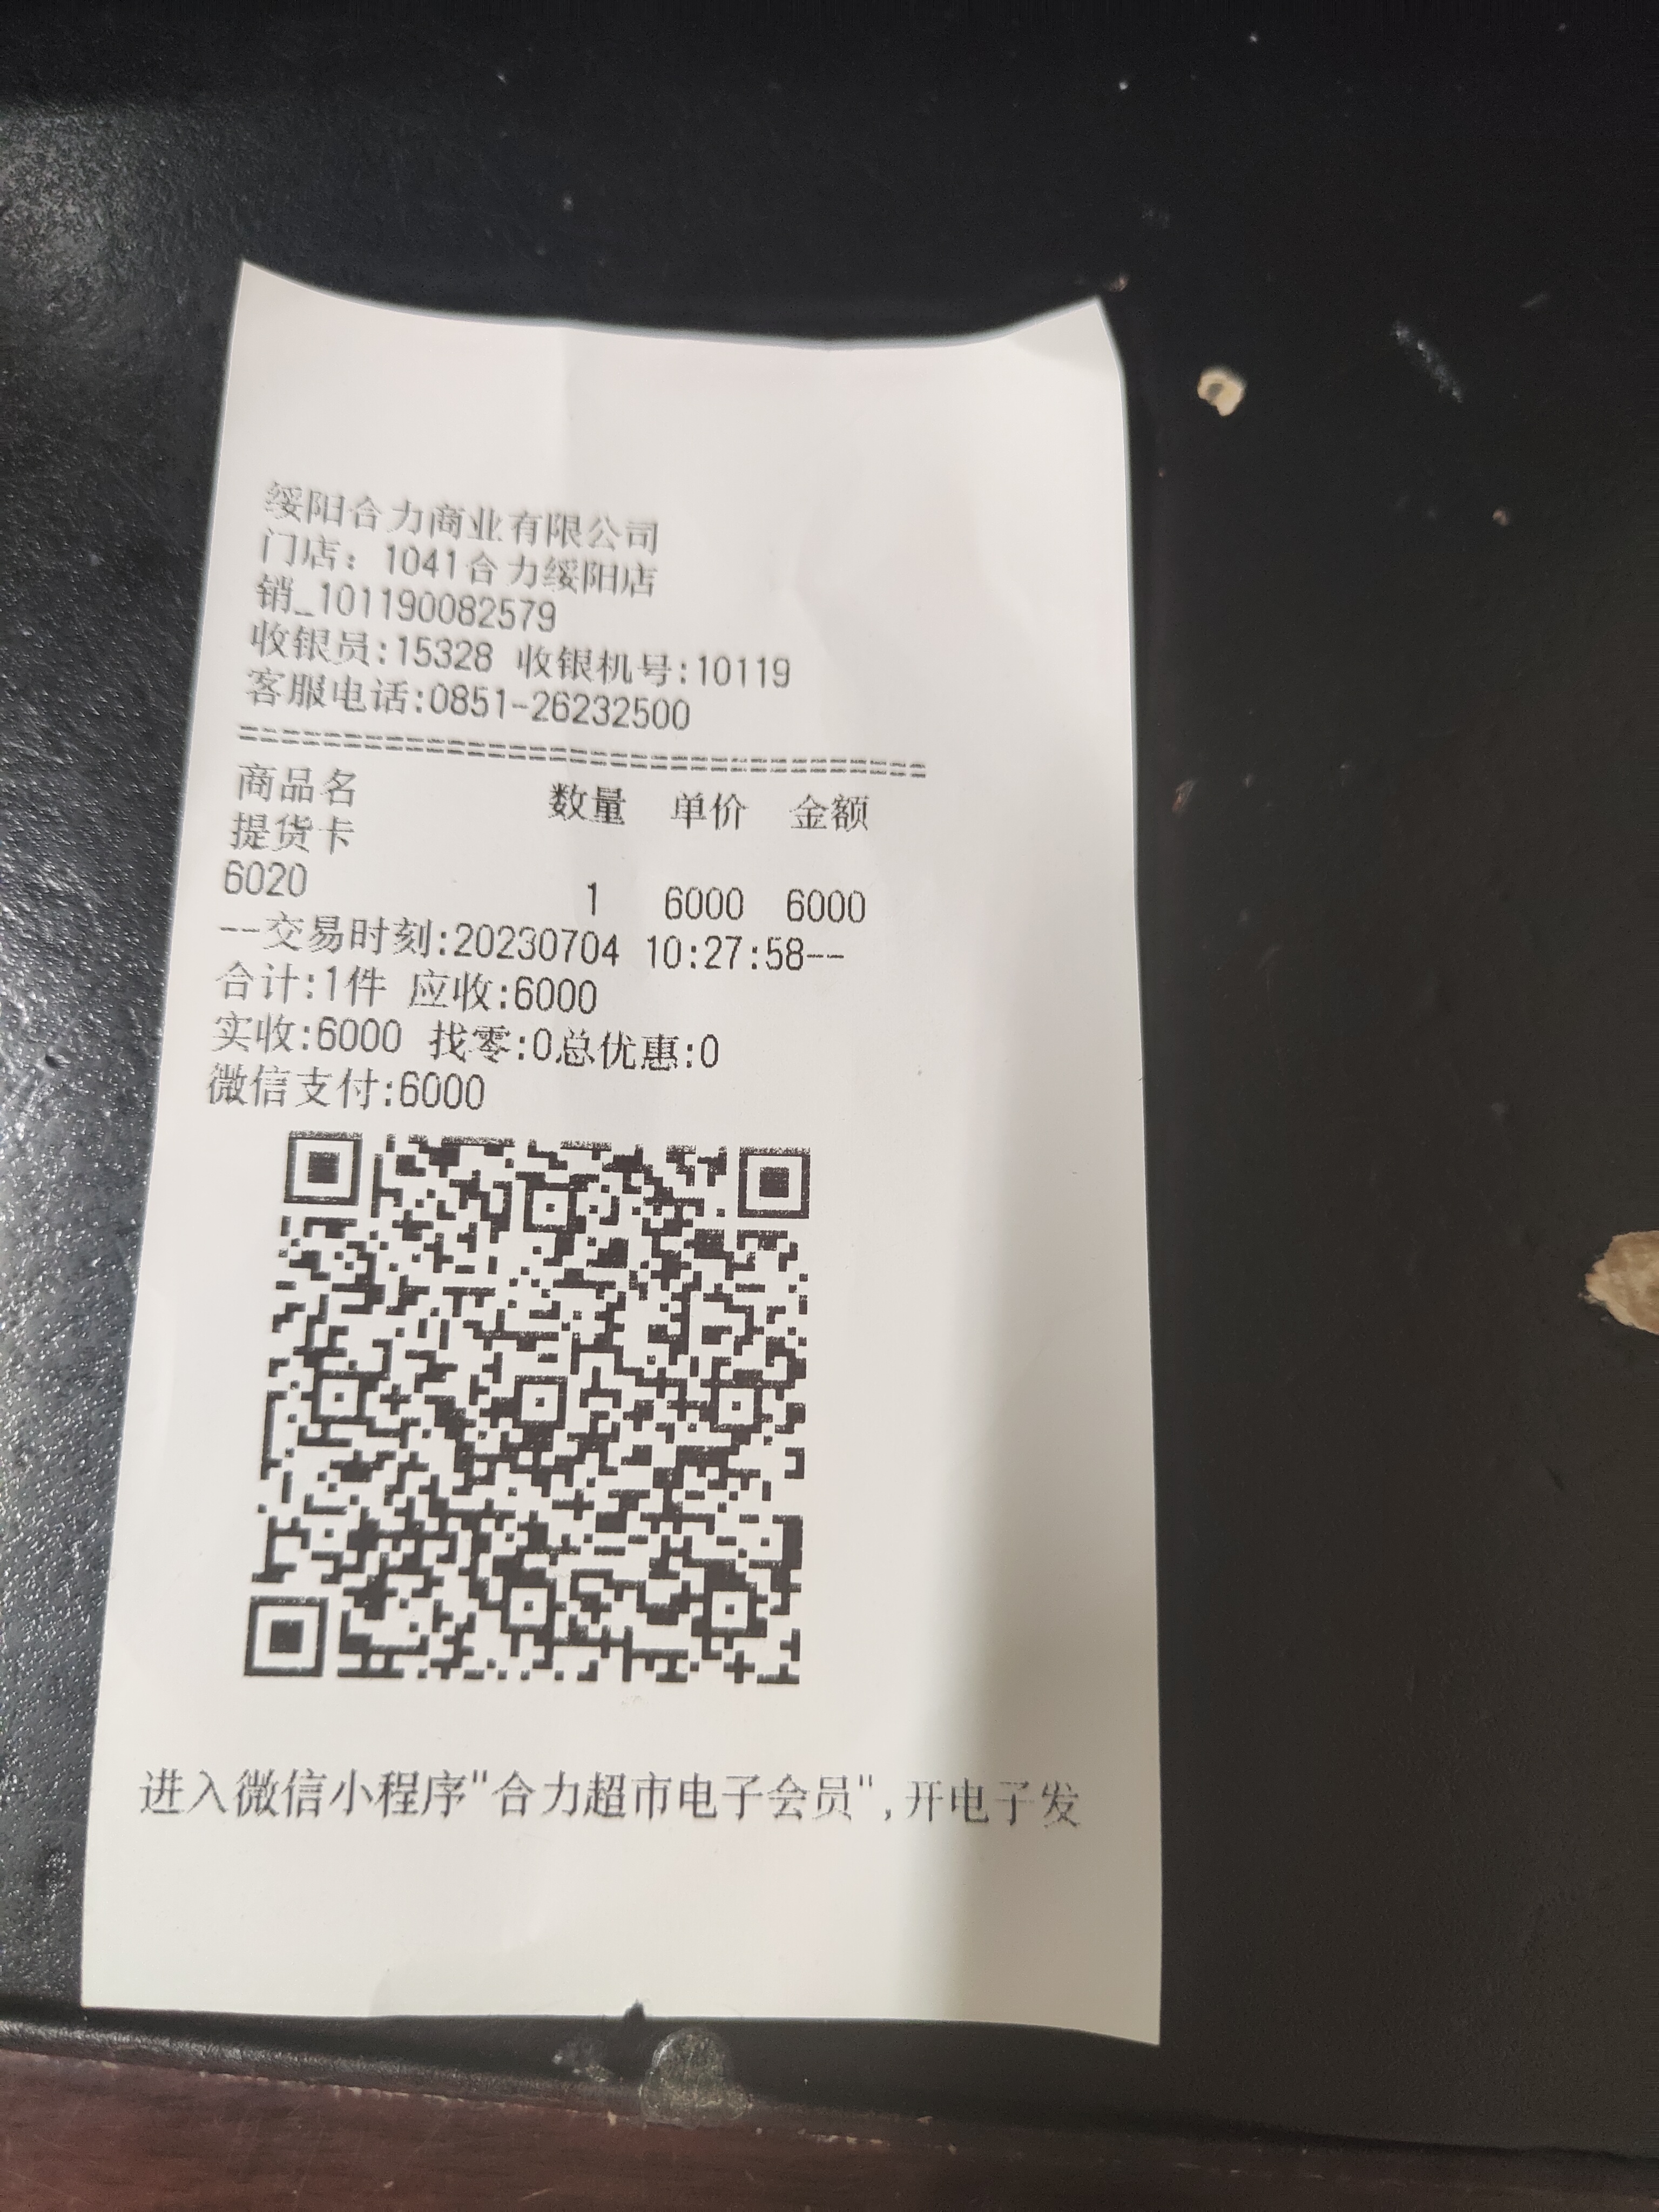 绥阳合力商业有限公司
门店：1041合力绥阳店
销_101190082579
收银员:15328 收银机号:10119
客服电话:0851-26232500
==================================
商品名 数量 单价 金额
提货卡
6020 1 6000 6000
--交易时刻:20230704 10:27:58--
合计:1件 应收:6000
实收:6000 找零:0总优惠:0
微信支付:6000
进入微信小程序"合力超市电子会员",开电子发